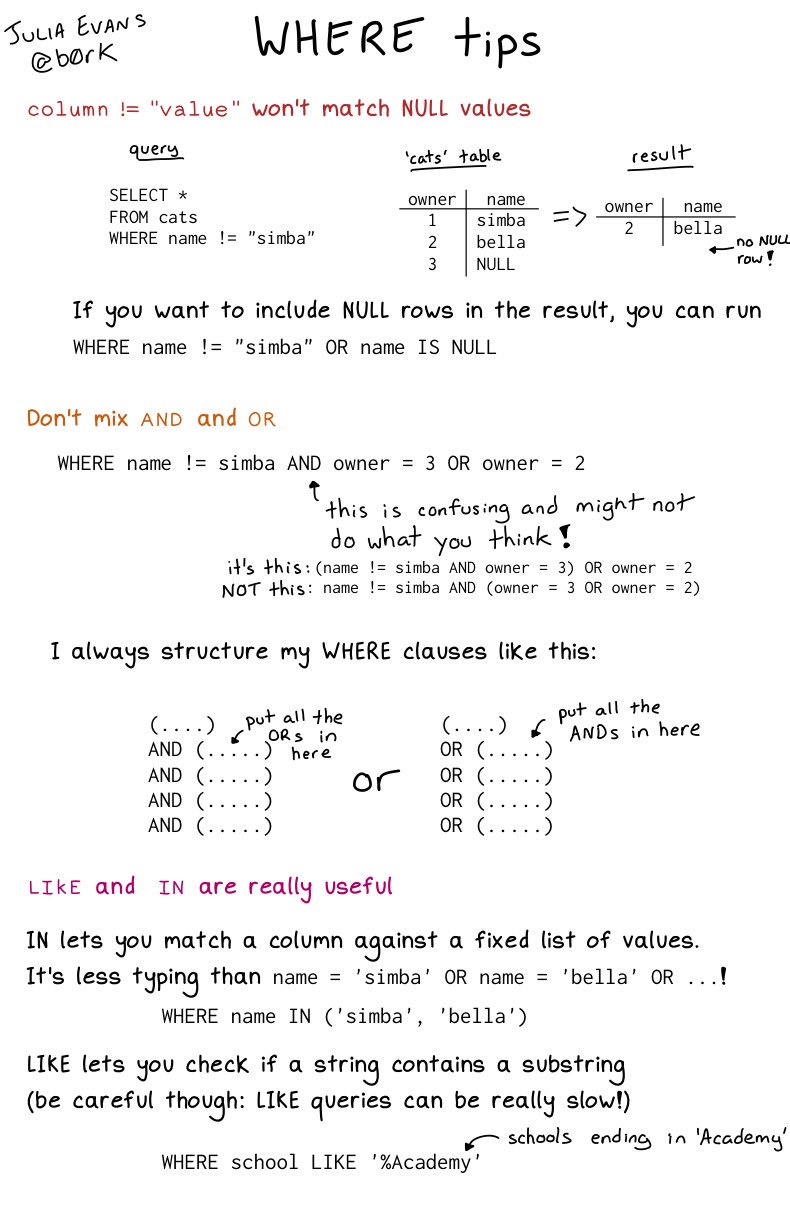 JULIA EVANS
@b0rk
WHERE tips
column != "value" won't match NULL values
query
SELECT *
FROM cats
WHERE name != "simba"
'cats' table
owner name
1 simba
2 bella
3 NULL
=>
result
owner name
2 bella
no NULL
row!
If you want to include NULL rows in the result, you can run
WHERE name != "simba" OR name IS NULL
Don't mix AND and OR
WHERE name != simba AND owner = 3 OR owner = 2
this is confusing and might not
do what you think!
it's this: (name != simba AND owner = 3) OR owner = 2
NOT this: name != simba AND (owner = 3 OR owner = 2)
I always structure my WHERE clauses like this:
(....)
AND (.....)
AND (.....)
AND (.....)
AND (.....)
put all the
ORs in
here
or
(....)
OR (.....)
OR (.....)
OR (.....)
OR (.....)
put all the
ANDs in here
LIKE and IN are really useful
IN lets you match a column against a fixed list of values.
It's less typing than name = 'simba' OR name = 'bella' OR ...!
WHERE name IN ('simba', 'bella')
LIKE lets you check if a string contains a substring
(be careful though: LIKE queries can be really slow!)
schools ending in 'Academy'
WHERE school LIKE '%Academy'